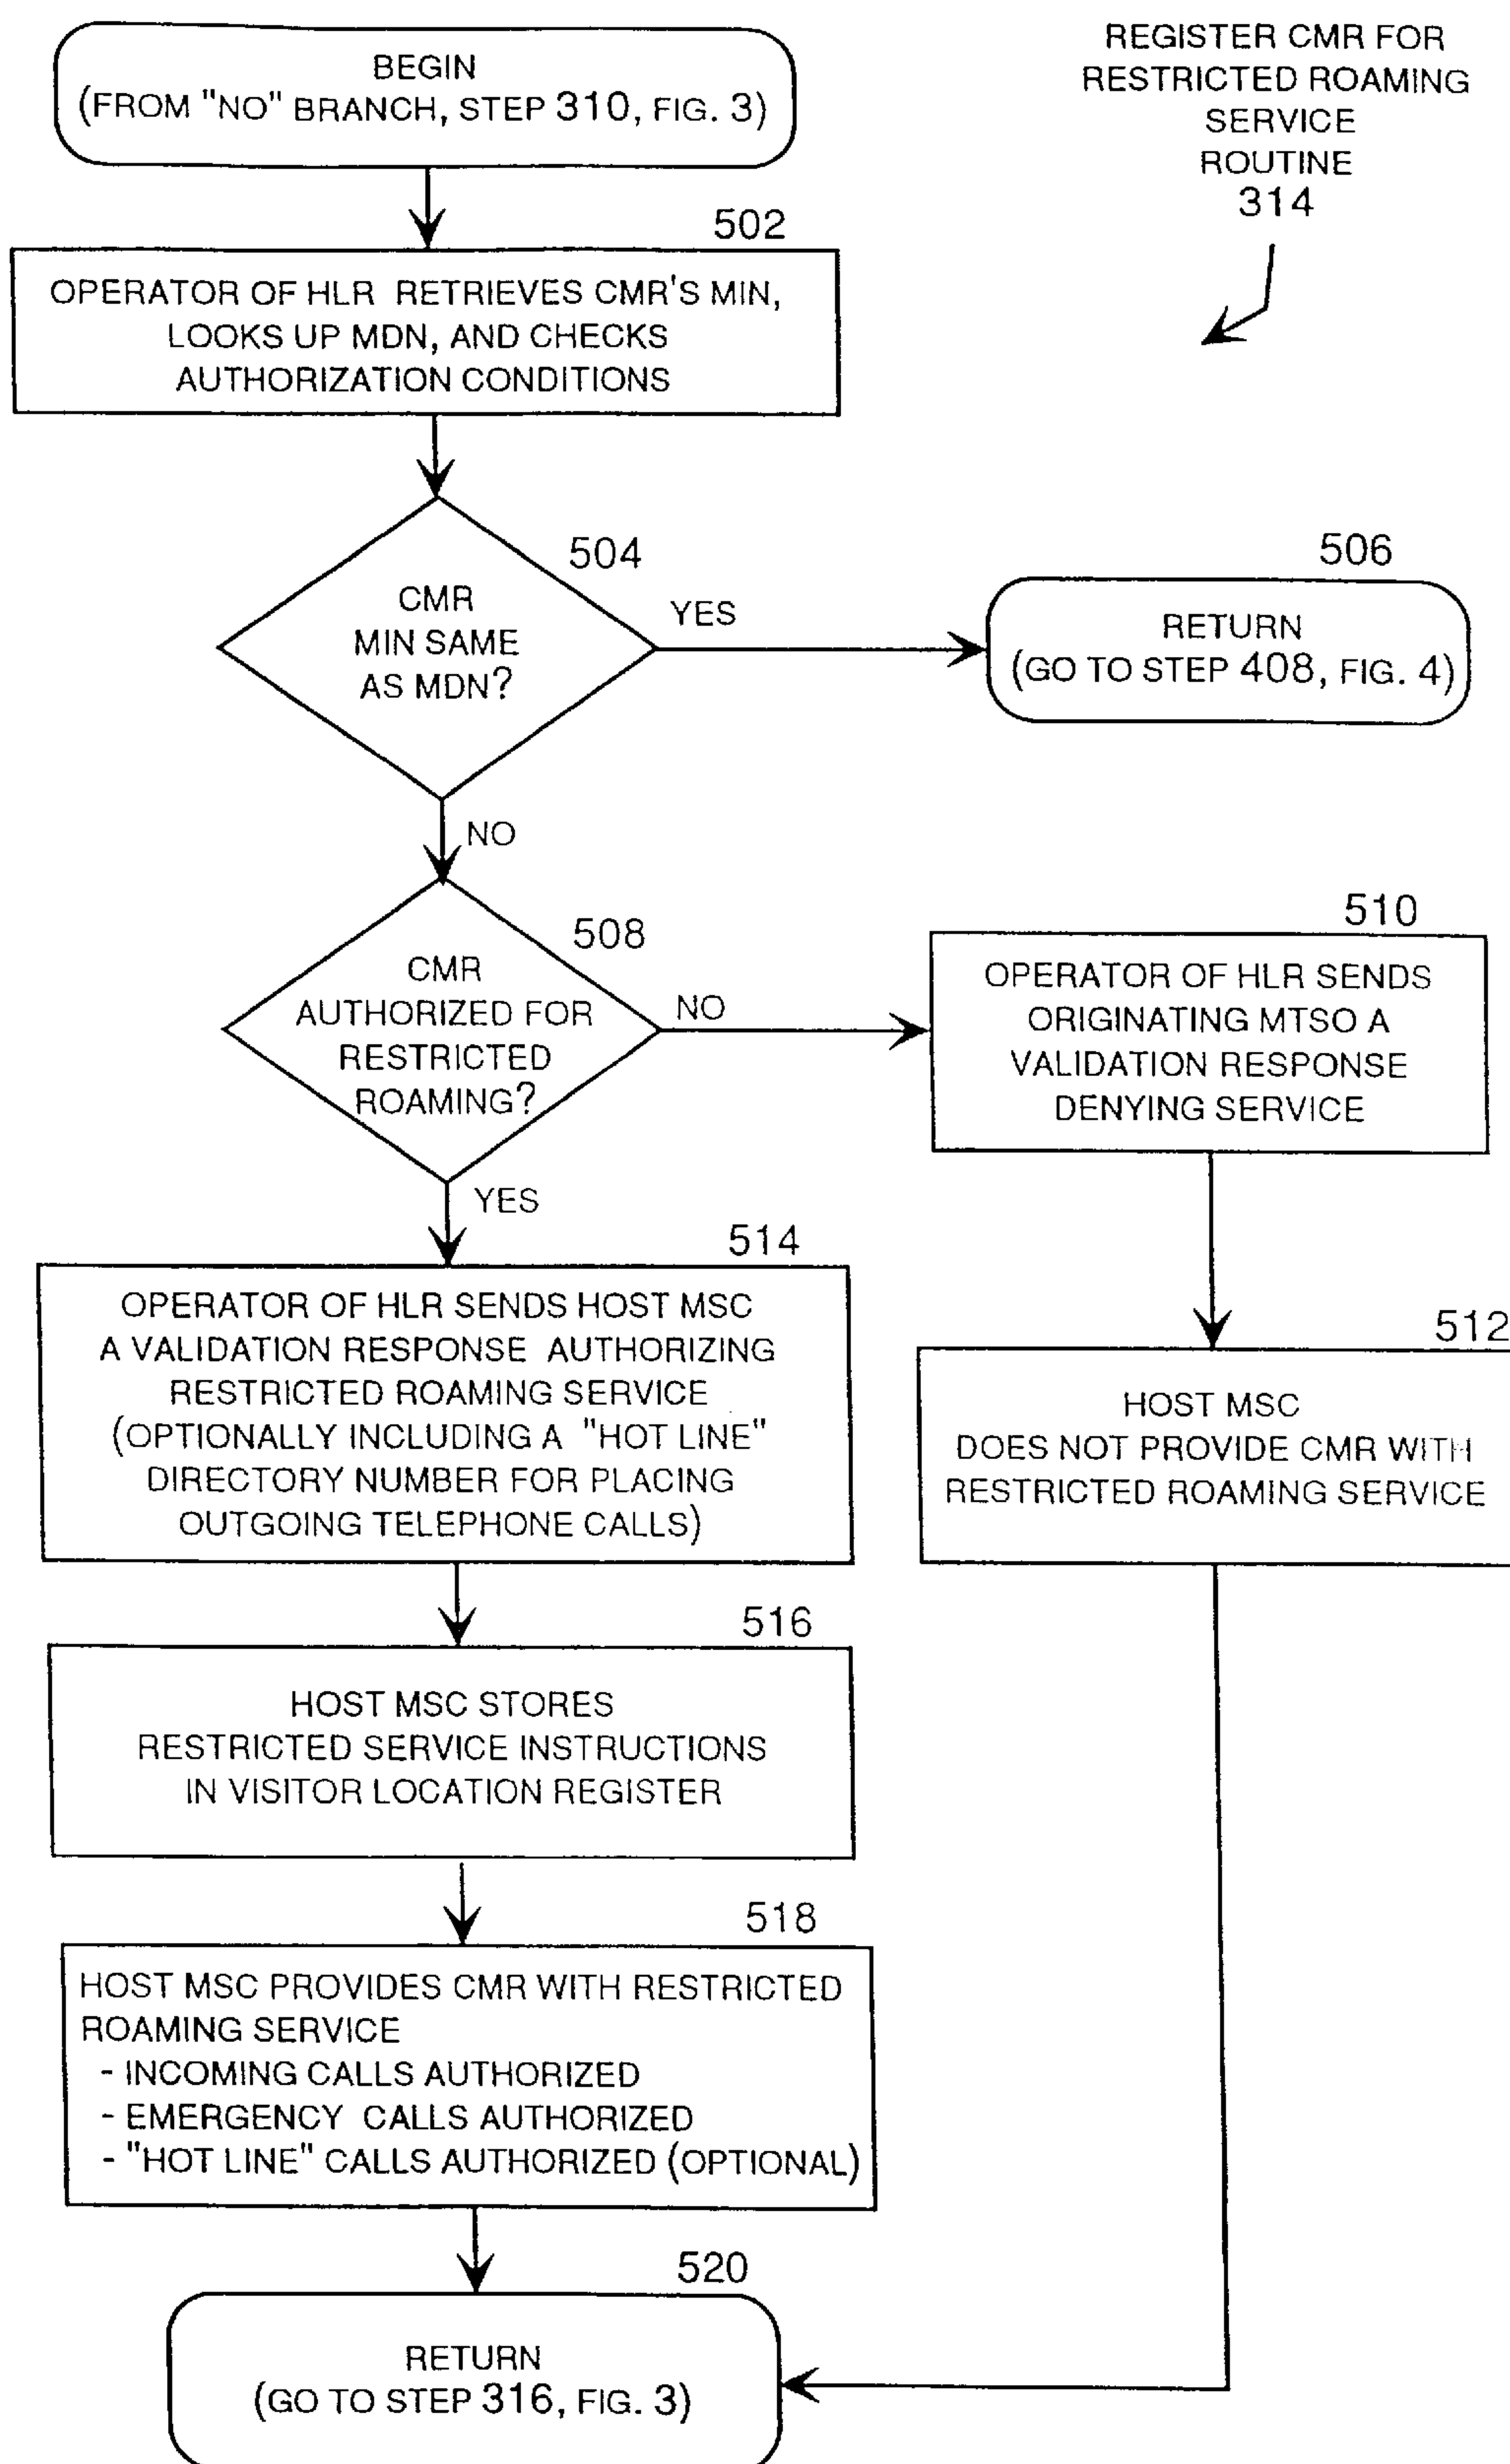 BEGIN
(FROM "NO" BRANCH, STEP 310, FIG. 3)
REGISTER CMR FOR
RESTRICTED ROAMING
SERVICE
ROUTINE
314
502
OPERATOR OF HLR RETRIEVES CMR'S MIN,
LOOKS UP MDN, AND CHECKS
AUTHORIZATION CONDITIONS
504
CMR
MIN SAME
AS MDN?
YES
506
RETURN
(GO TO STEP 408, FIG. 4)
NO
508
CMR
AUTHORIZED FOR
RESTRICTED
ROAMING?
NO
510
OPERATOR OF HLR SENDS
ORIGINATING MTSO A
VALIDATION RESPONSE
DENYING SERVICE
YES
514
OPERATOR OF HLR SENDS HOST MSC
A VALIDATION RESPONSE AUTHORIZING
RESTRICTED ROAMING SERVICE
(OPTIONALLY INCLUDING A "HOT LINE"
DIRECTORY NUMBER FOR PLACING
OUTGOING TELEPHONE CALLS)
512
HOST MSC
DOES NOT PROVIDE CMR WITH
RESTRICTED ROAMING SERVICE
516
HOST MSC STORES
RESTRICTED SERVICE INSTRUCTIONS
IN VISITOR LOCATION REGISTER
518
HOST MSC PROVIDES CMR WITH RESTRICTED
ROAMING SERVICE
- INCOMING CALLS AUTHORIZED
- EMERGENCY CALLS AUTHORIZED
- "HOT LINE" CALLS AUTHORIZED (OPTIONAL)
520
RETURN
(GO TO STEP 316, FIG. 3)